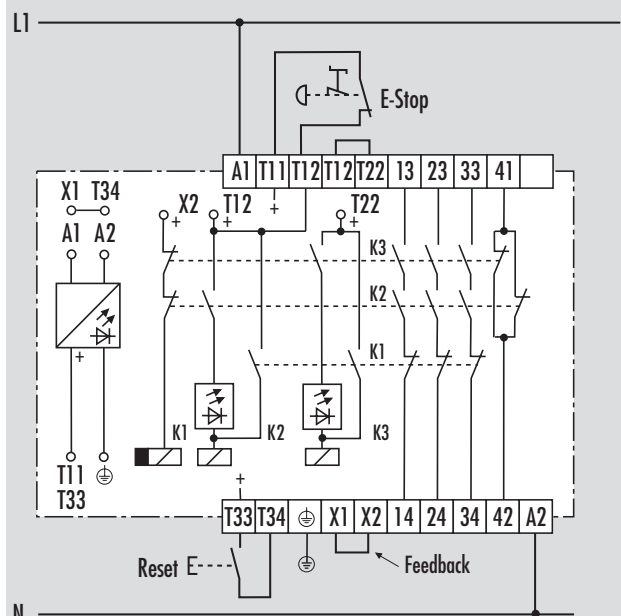 L1
E-Stop
A1 T11 T12 T12 T22 13 23 33 41
X1 T34
A1 A2
X2 T12 + T22
+ + +
K3
K2
K1
+
K1 K2 K3
T11
T33
+
T33 T34 X1 X2 14 24 34 42 A2
Reset E
Feedback
N